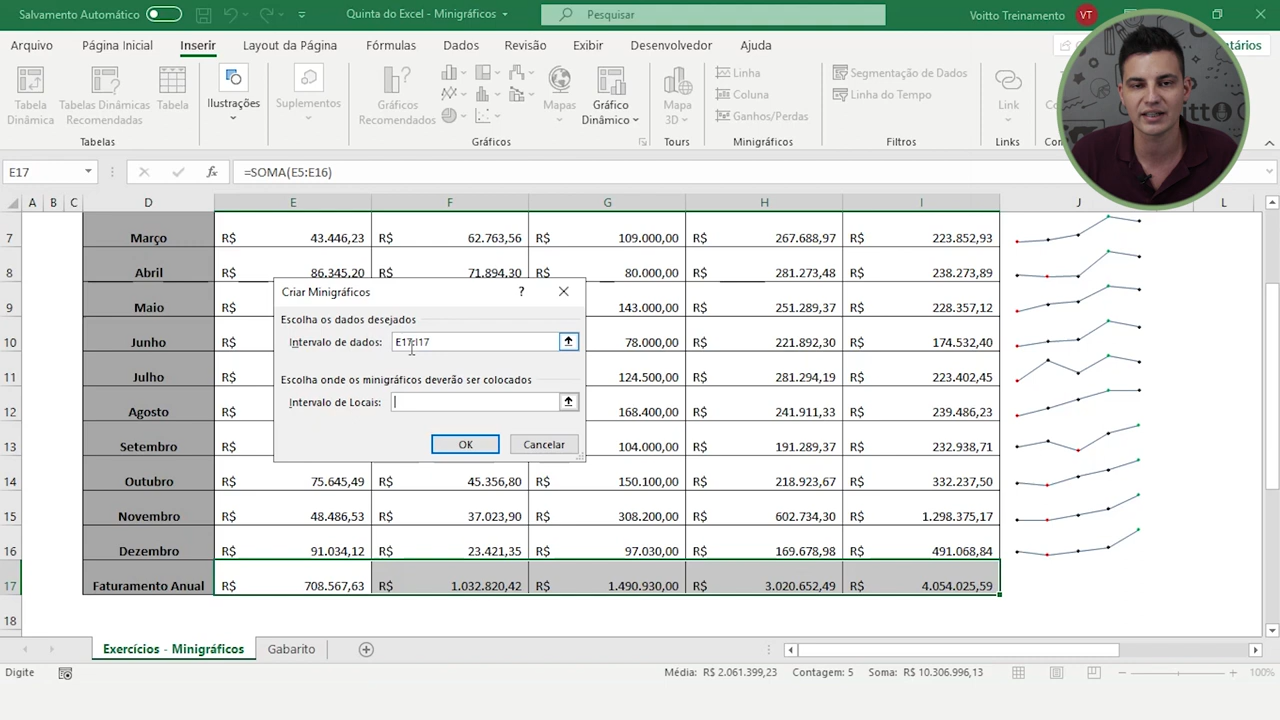 Salvamento Automático
Quinta do Excel - Minigráficos
Pesquisar
Voitto Treinamento
VT
Arquivo
Página Inicial
Inserir
Layout da Página
Fórmulas
Dados
Revisão
Exibir
Desenvolvedor
Ajuda
Tabela Dinâmica
Tabelas Dinâmicas Recomendadas
Tabela
Tabelas
Ilustrações
Suplementos
Gráficos Recomendados
Mapas
Gráfico Dinâmico
Gráficos
Mapa 3D
Tours
Linha
Coluna
Ganhos/Perdas
Minigráficos
Segmentação de Dados
Linha do Tempo
Filtros
Link
Links
E17
=SOMA(E5:E16)
A B C D E F G H I J L
7 Março R$ 43.446,23 R$ 62.763,56 R$ 109.000,00 R$ 267.688,97 R$ 223.852,93
8 Abril R$ 86.345,20 R$ 71.894,30 R$ 80.000,00 R$ 281.273,48 R$ 238.273,89
9 Maio R$ 143.000,00 R$ 251.289,37 R$ 228.357,12
10 Junho R$ 78.000,00 R$ 221.892,30 R$ 174.532,40
11 Julho R$ 124.500,00 R$ 281.294,19 R$ 223.402,45
12 Agosto R$ 168.400,00 R$ 241.911,33 R$ 239.486,23
13 Setembro R$ 104.000,00 R$ 191.289,37 R$ 232.938,71
14 Outubro R$ 75.645,49 R$ 45.356,80 R$ 150.100,00 R$ 218.923,67 R$ 332.237,50
15 Novembro R$ 48.486,53 R$ 37.023,90 R$ 308.200,00 R$ 602.734,30 R$ 1.298.375,17
16 Dezembro R$ 91.034,12 R$ 23.421,35 R$ 97.030,00 R$ 169.678,98 R$ 491.068,84
17 Faturamento Anual R$ 708.567,63 R$ 1.032.820,42 R$ 1.490.930,00 R$ 3.020.652,49 R$ 4.054.025,59
18
Criar Minigráficos
?
Escolha os dados desejados
Intervalo de dados: E17:I17
Escolha onde os minigráficos deverão ser colocados
Intervalo de Locais:
OK
Cancelar
Exercícios - Minigráficos
Gabarito
Digite
Média: R$ 2.061.399,23
Contagem: 5
Soma: R$ 10.306.996,13
100%